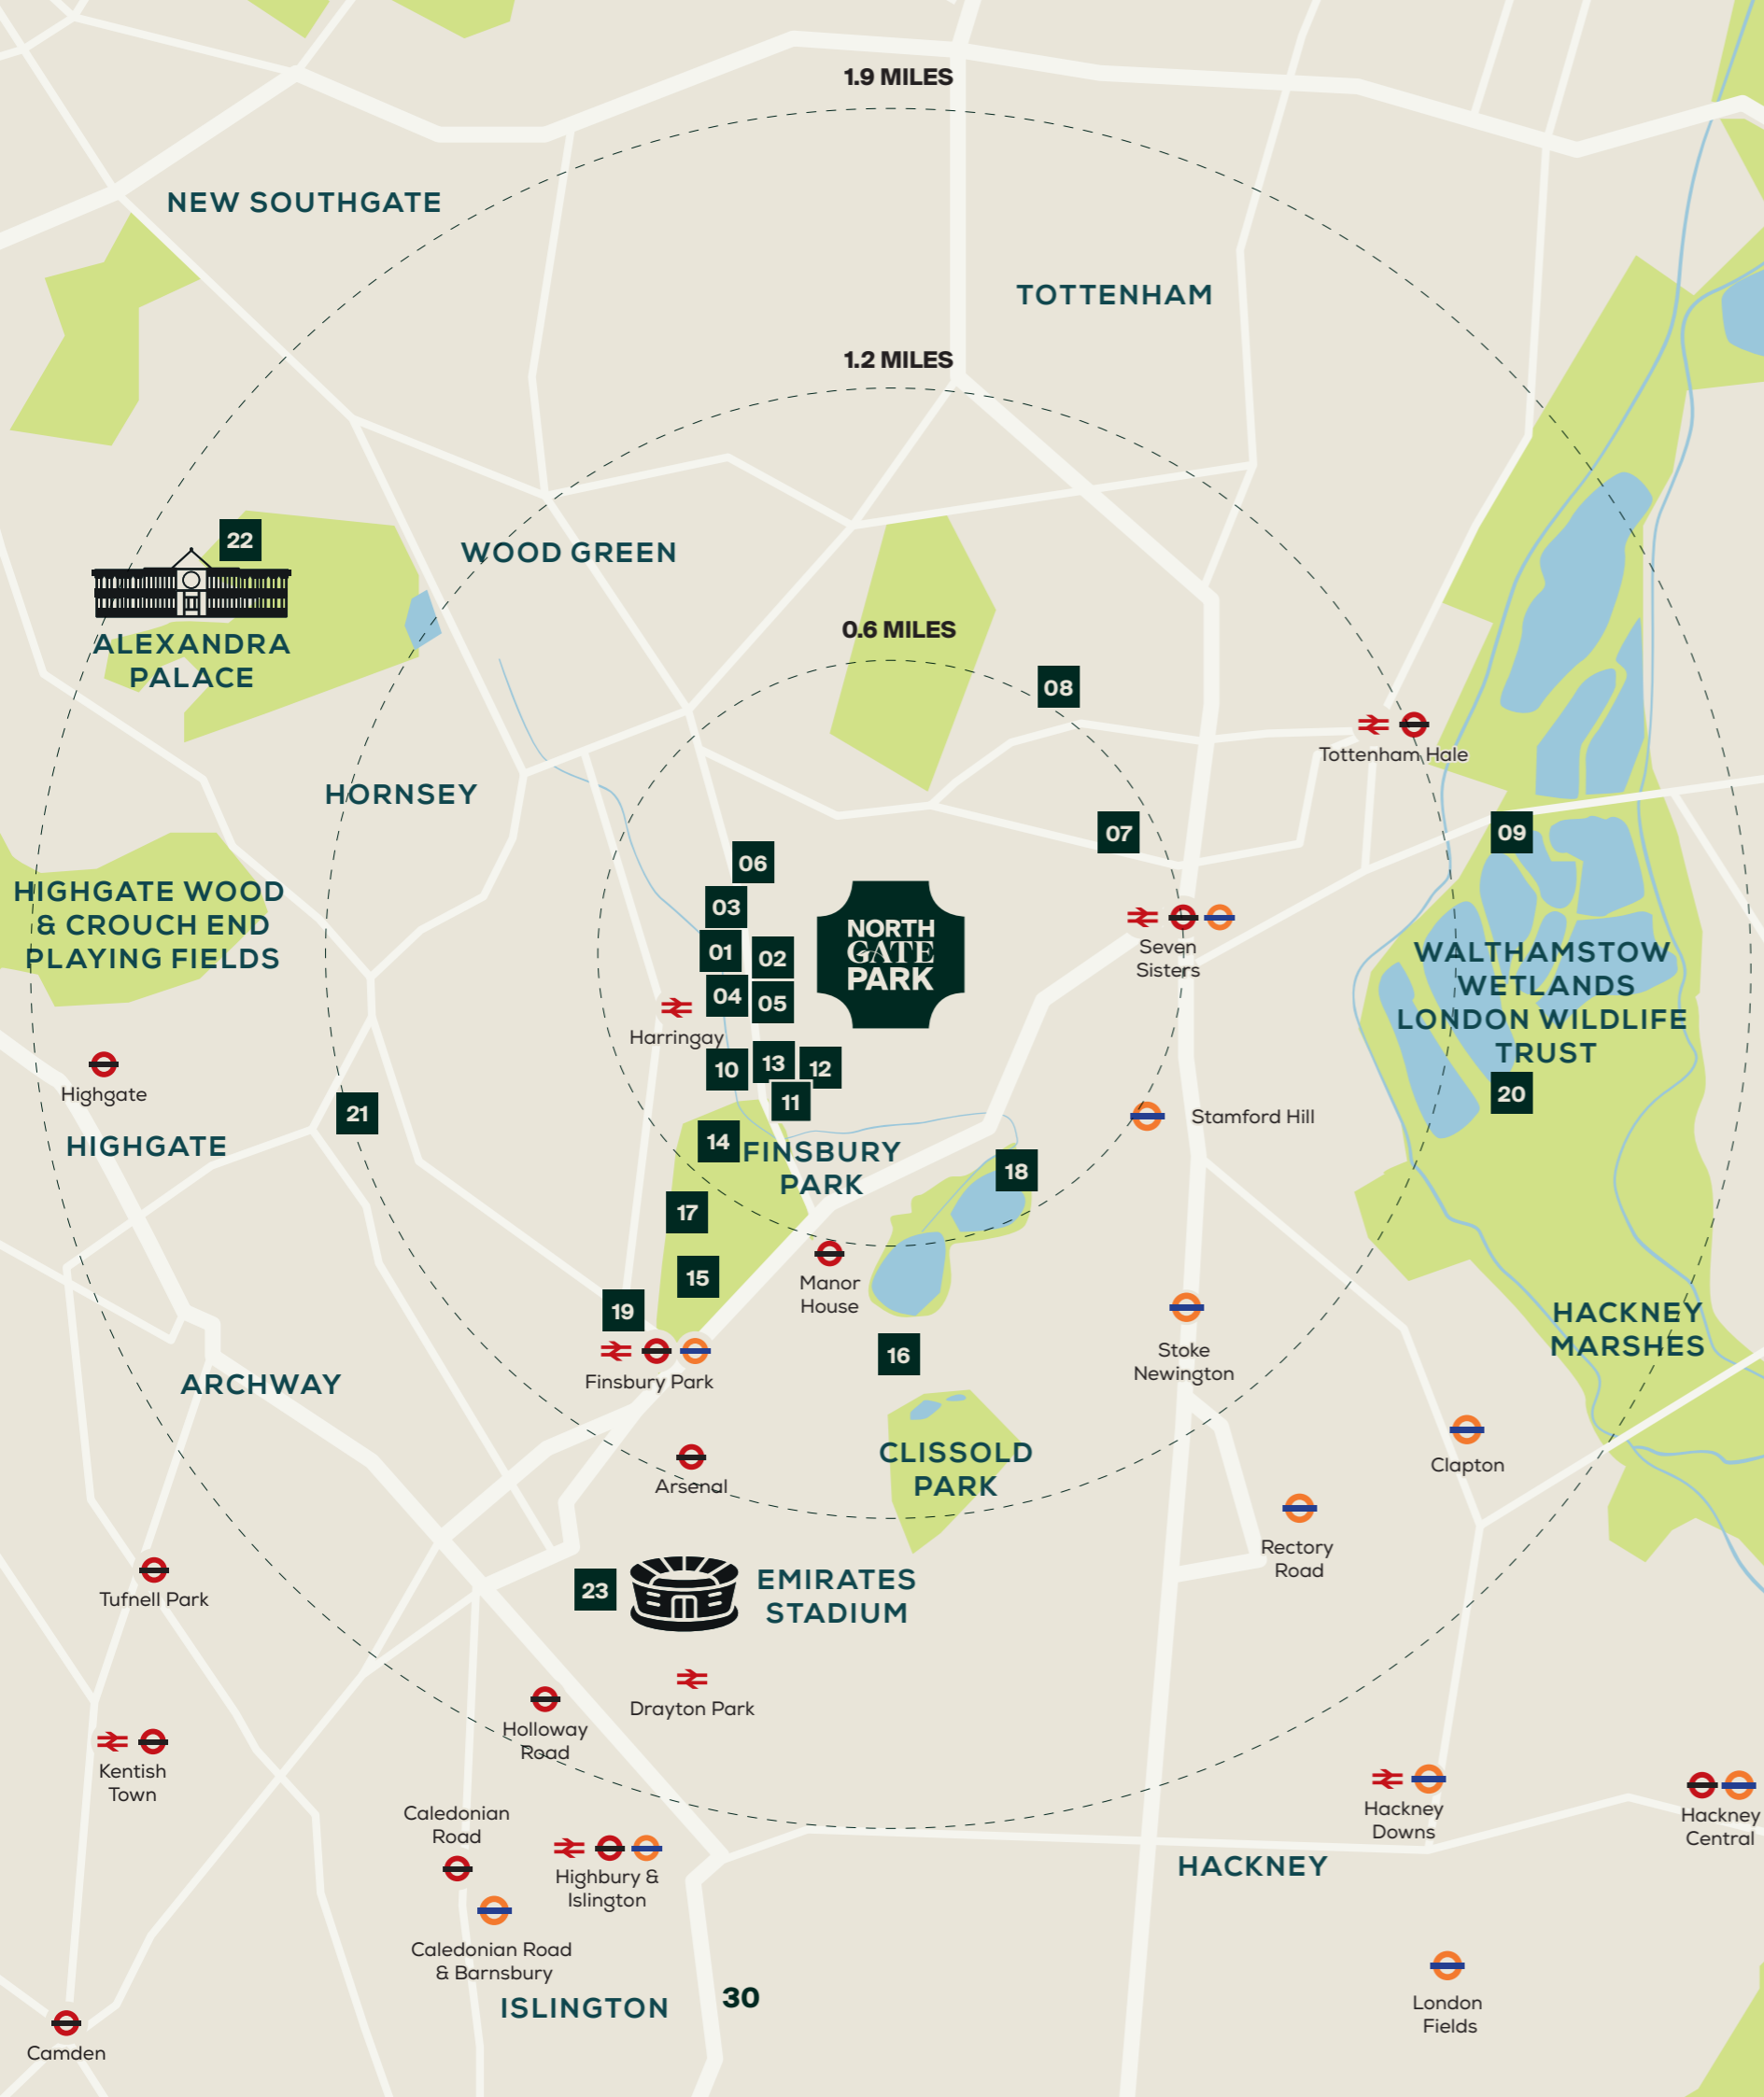 1.9 MILES
NEW SOUTHGATE
TOTTENHAM
1.2 MILES
22
WOOD GREEN
ALEXANDRA
PALACE
0.6 MILES
08
Tottenham Hale
HORNSEY
07
09
06
HIGHGATE WOOD
& CROUCH END
PLAYING FIELDS
03
01
02
04
05
NORTH
GATE
PARK
Seven
Sisters
WALTHAMSTOW
WETLANDS
LONDON WILDLIFE
TRUST
20
Harringay
Highgate
10
13
12
11
21
HIGHGATE
Stamford Hill
14
FINSBURY
PARK
18
17
15
Manor
House
19
Finsbury Park
16
Stoke
Newington
HACKNEY
MARSHES
ARCHWAY
Arsenal
CLISSOLD
PARK
Clapton
Rectory
Road
23
EMIRATES
STADIUM
Tufnell Park
Drayton Park
Holloway
Road
Kentish
Town
Caledonian
Road
Highbury &
Islington
Hackney
Downs
Hackney
Central
HACKNEY
Caledonian Road
& Barnsbury
ISLINGTON
30
London
Fields
Camden